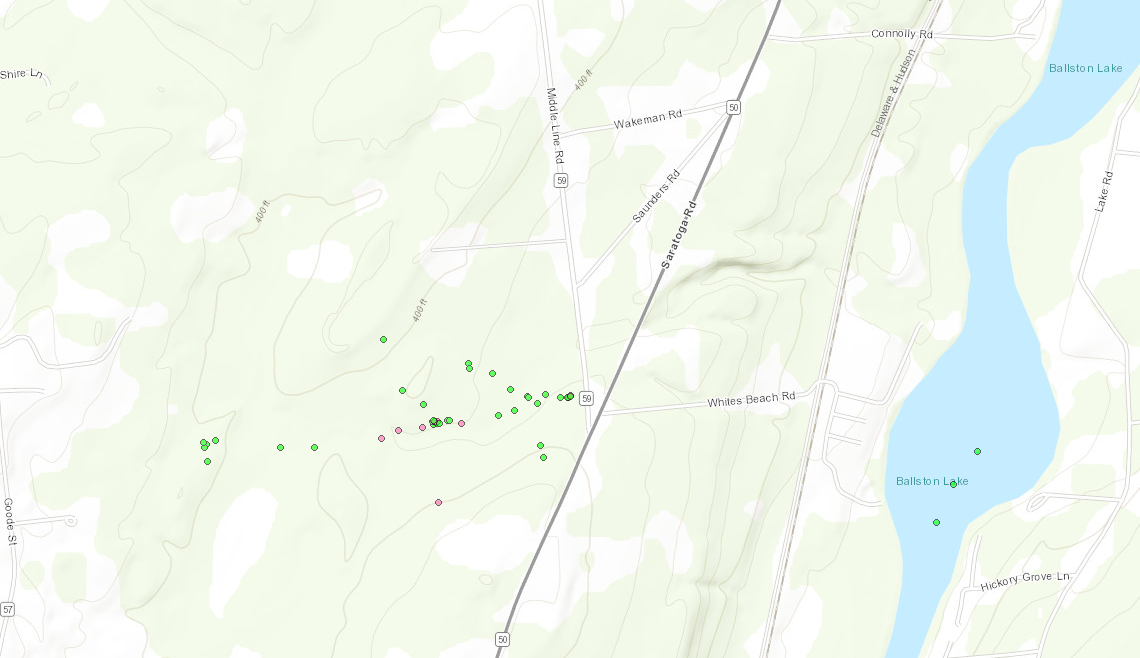 Connolly Rd
Ballston Lake
Shire Ln
400 ft
Delaware & Hudson
Middle Line Rd
50
Wakeman Rd
59
Saunders Rd
Lake Rd
400 ft
Saratoga Rd
400 ft
59
Whites Beach Rd
Ballston Lake
Goode St
Hickory Grove Ln
57
50